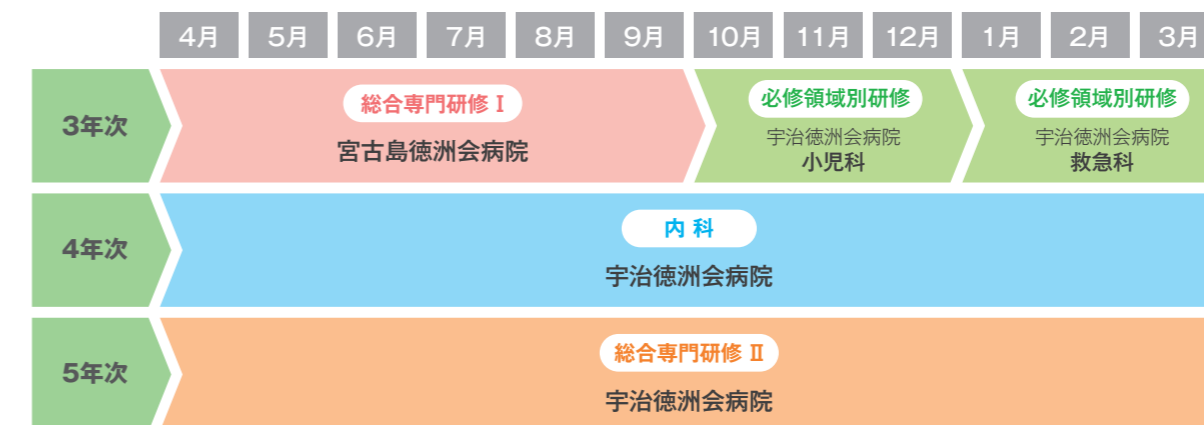 4月 5月 6月 7月 8月 9月 10月 11月 12月 1月 2月 3月
3年次
総合専門研修 Ⅰ
宮古島徳洲会病院
必修領域別研修
宇治徳洲会病院
小児科
必修領域別研修
宇治徳洲会病院
救急科
4年次
内 科
宇治徳洲会病院
5年次
総合専門研修 Ⅱ
宇治徳洲会病院